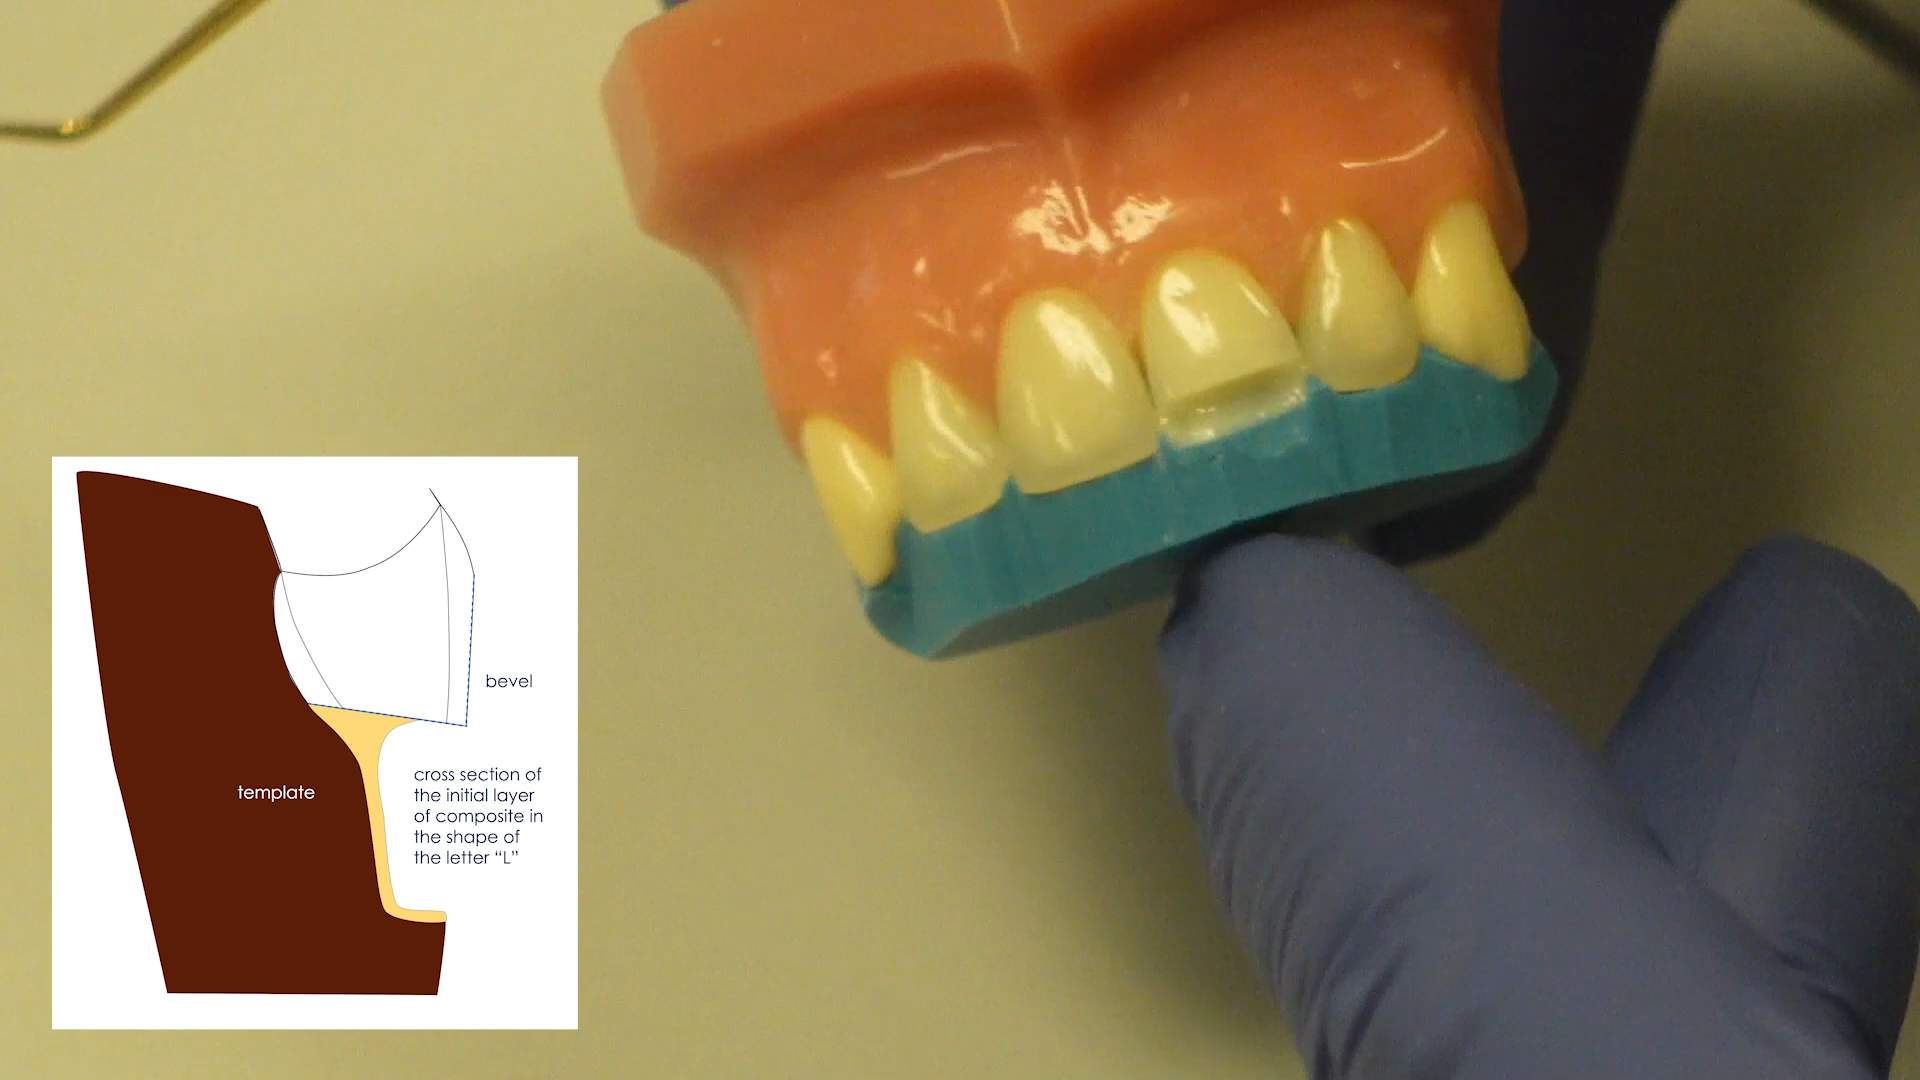 bevel
template
cross section of
the initial layer
of composite in
the shape of
the letter “L”